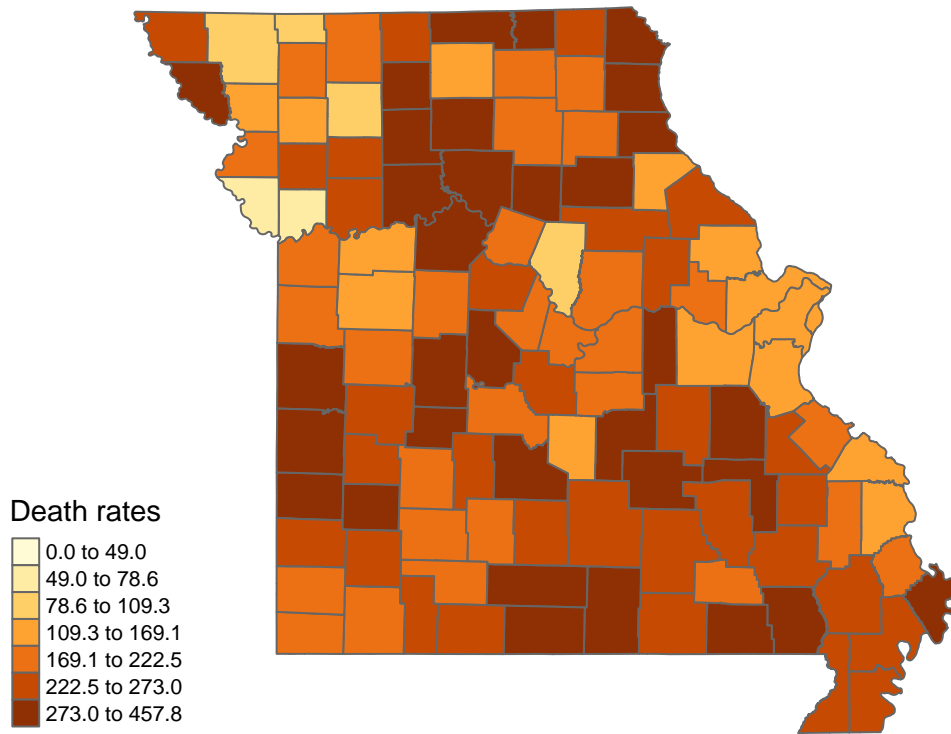 Death rates
0.0 to 49.0
49.0 to 78.6
78.6 to 109.3
109.3 to 169.1
169.1 to 222.5
222.5 to 273.0
273.0 to 457.8